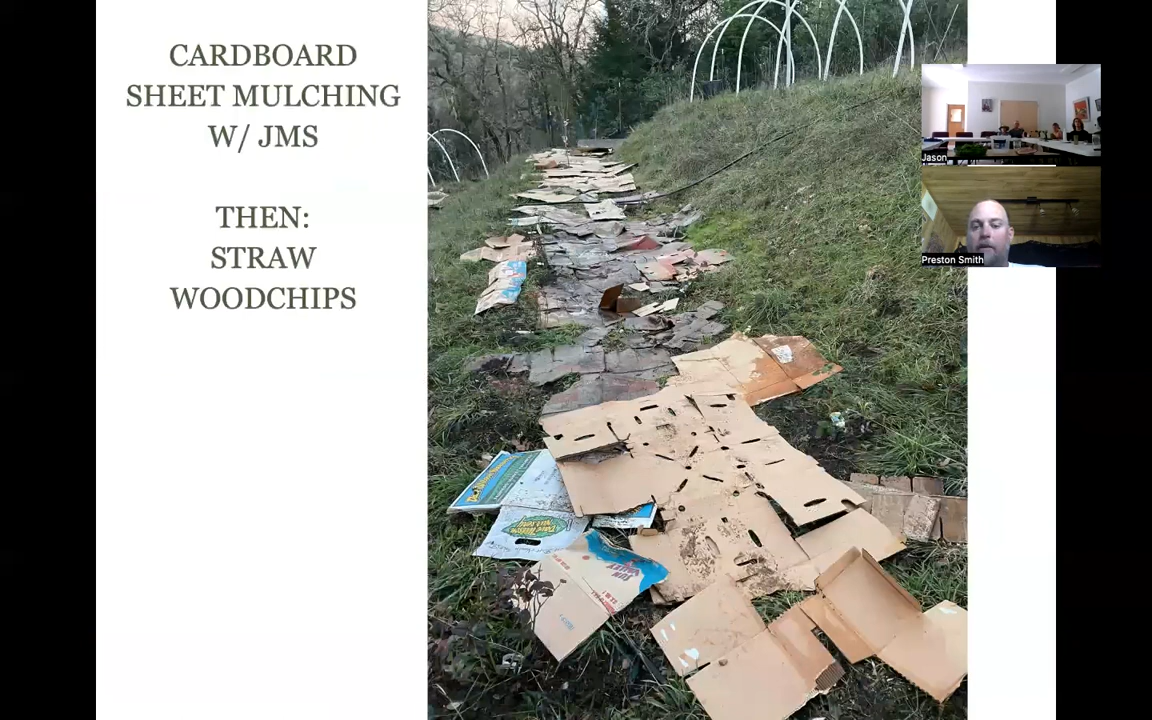 CARDBOARD
SHEET MULCHING
W/ JMS
THEN:
STRAW
WOODCHIPS
Jason
Preston Smith